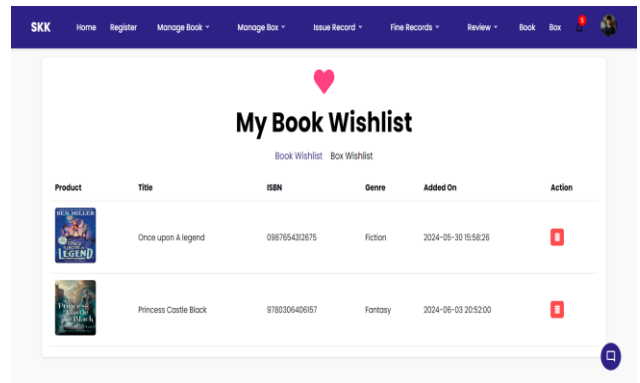 SKK Home Register Manage Book Manage Box Issue Record Fine Records Review Book Box 5
My Book Wishlist
Book Wishlist Box Wishlist
Product Title ISBN Genre Added On Action
BEN MILLER
LEGEND
Once upon A legend 0987654312675 Fiction 2024-05-30 15:58:26
Princess
Castle
Black
Princess Castle Black 9780306406157 Fantasy 2024-06-03 20:52:00